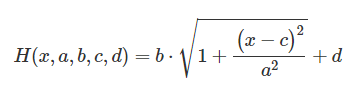 H(x, a, b, c, d) = b · √(1 + (x − c)² / a²) + d